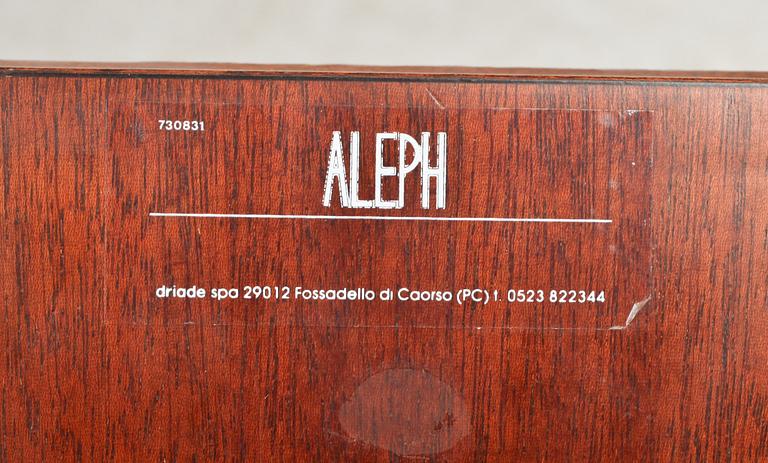 730831
ALEPH
driade spa 29012 Fossadello di Caorso (PC) t. 0523 822344